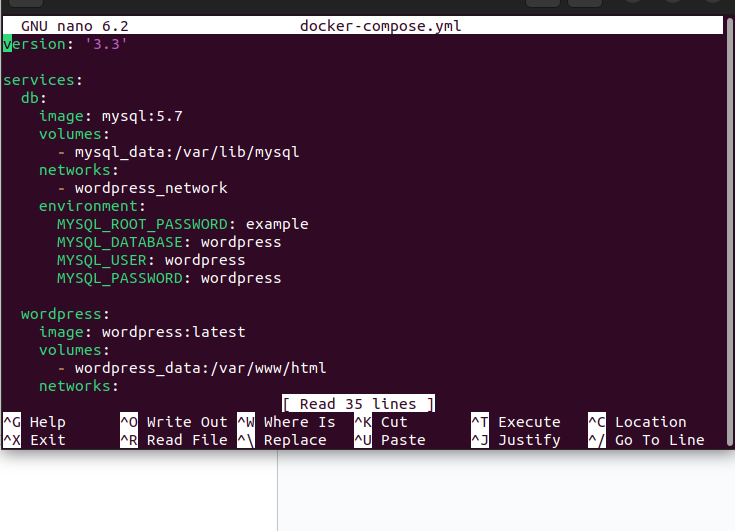 GNU nano 6.2 docker-compose.yml
version: '3.3'

services:
  db:
    image: mysql:5.7
    volumes:
      - mysql_data:/var/lib/mysql
    networks:
      - wordpress_network
    environment:
      MYSQL_ROOT_PASSWORD: example
      MYSQL_DATABASE: wordpress
      MYSQL_USER: wordpress
      MYSQL_PASSWORD: wordpress

  wordpress:
    image: wordpress:latest
    volumes:
      - wordpress_data:/var/www/html
    networks:
[ Read 35 lines ]
^G Help ^O Write Out ^W Where Is ^K Cut ^T Execute ^C Location
^X Exit ^R Read File ^\ Replace ^U Paste ^J Justify ^/ Go To Line